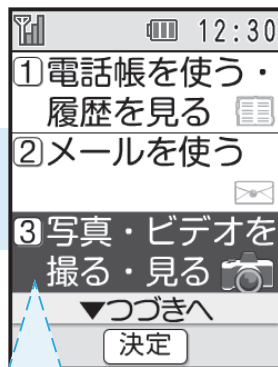 12:30
1 電話帳を使う・
履歴を見る
2 メールを使う
3 写真・ビデオを
撮る・見る
▼つづきへ
決定